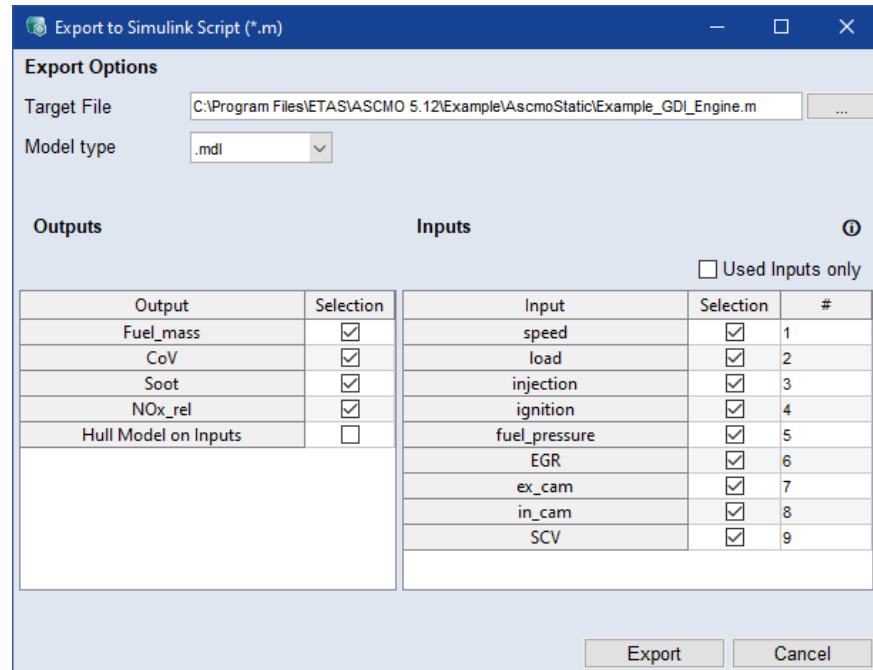 Export to Simulink Script (*.m)
Export Options
Target File C:\Program Files\ETAS\ASCMO 5.12\Example\AscmoStatic\Example_GDI_Engine.m ...
Model type .mdl
Outputs Inputs
Used Inputs only
Output Selection Input Selection #
Fuel_mass speed 1
CoV load 2
Soot injection 3
NOx_rel ignition 4
Hull Model on Inputs fuel_pressure 5
EGR 6
ex_cam 7
in_cam 8
SCV 9
Export Cancel